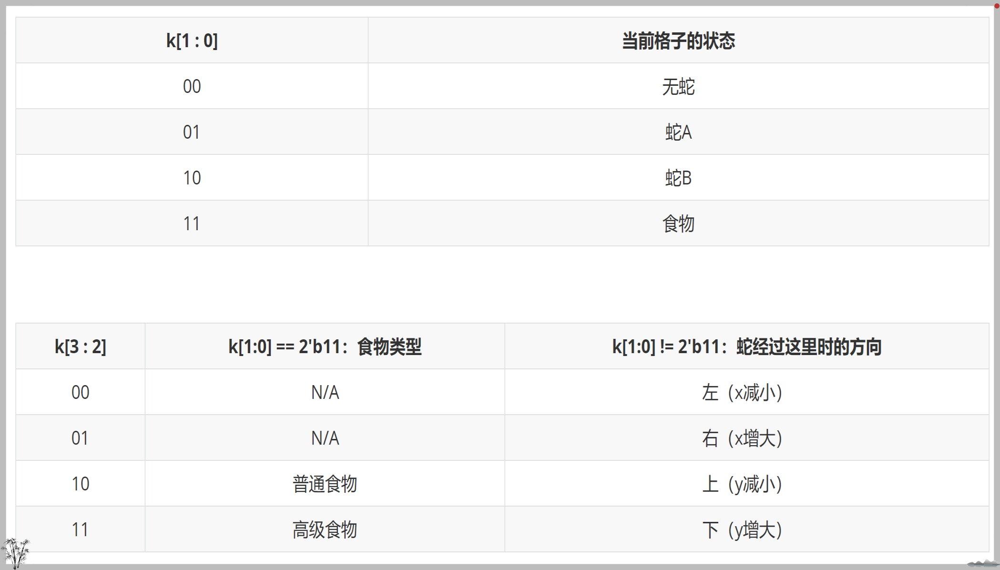 k[1 : 0] 当前格子的状态
00 无蛇
01 蛇A
10 蛇B
11 食物
k[3 : 2] k[1:0] == 2'b11：食物类型 k[1:0] != 2'b11：蛇经过这里时的方向
00 N/A 左（x减小）
01 N/A 右（x增大）
10 普通食物 上（y减小）
11 高级食物 下（y增大）